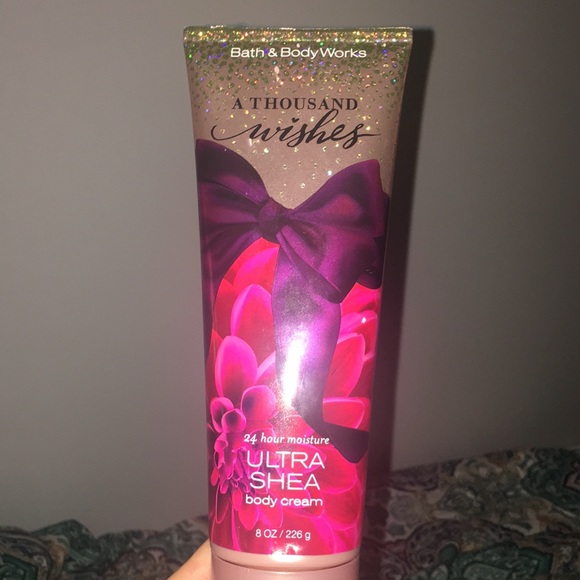 Bath & Body Works
A THOUSAND
wishes
24 hour moisture
ULTRA
SHEA
body cream
8 OZ / 226 g